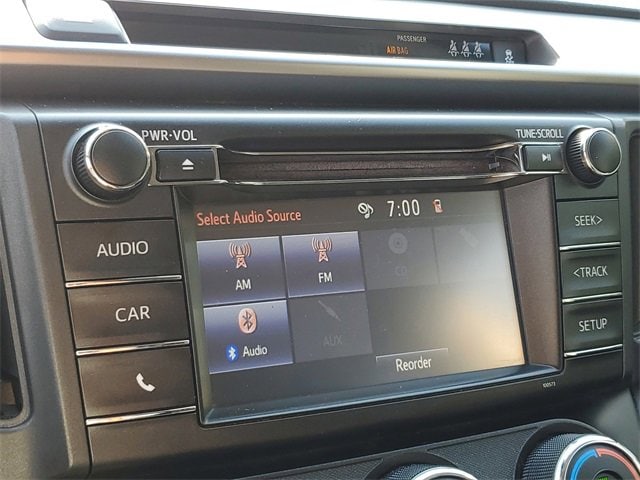 PASSENGER
AIR BAG
PWR•VOL
TUNE•SCROLL
AUDIO
CAR
Select Audio Source
7:00
AM
FM
CD
Audio
AUX
Reorder
SEEK>
<TRACK
SETUP
100573